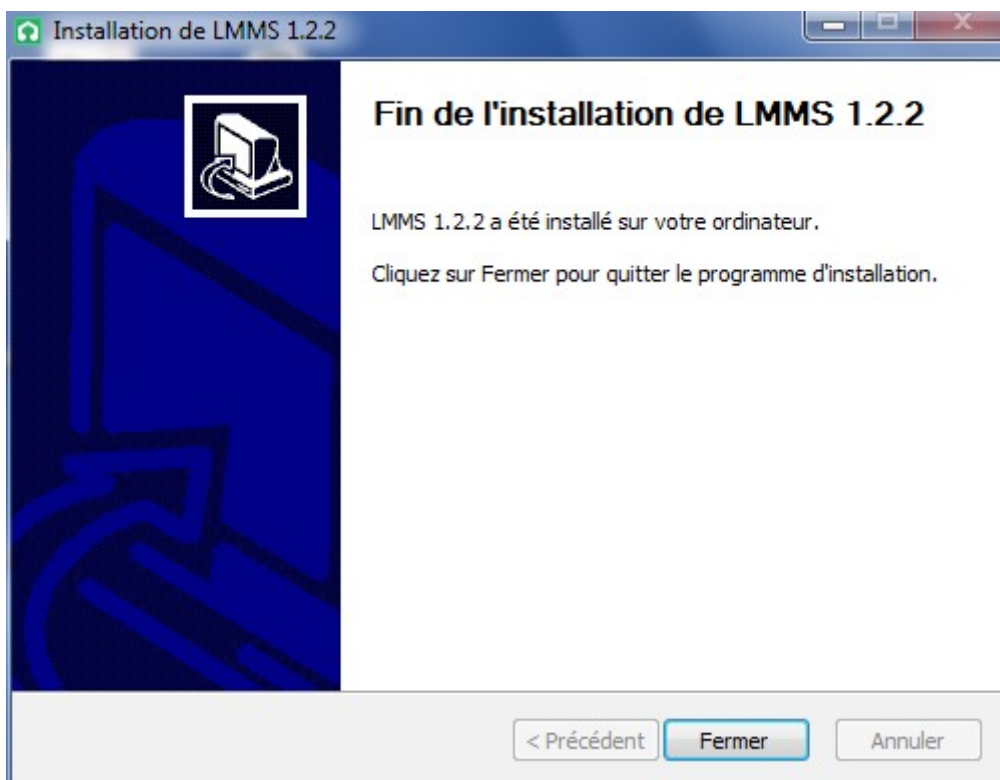 Installation de LMMS 1.2.2
Fin de l'installation de LMMS 1.2.2
LMMS 1.2.2 a été installé sur votre ordinateur.
Cliquez sur Fermer pour quitter le programme d'installation.
< Précédent Fermer Annuler